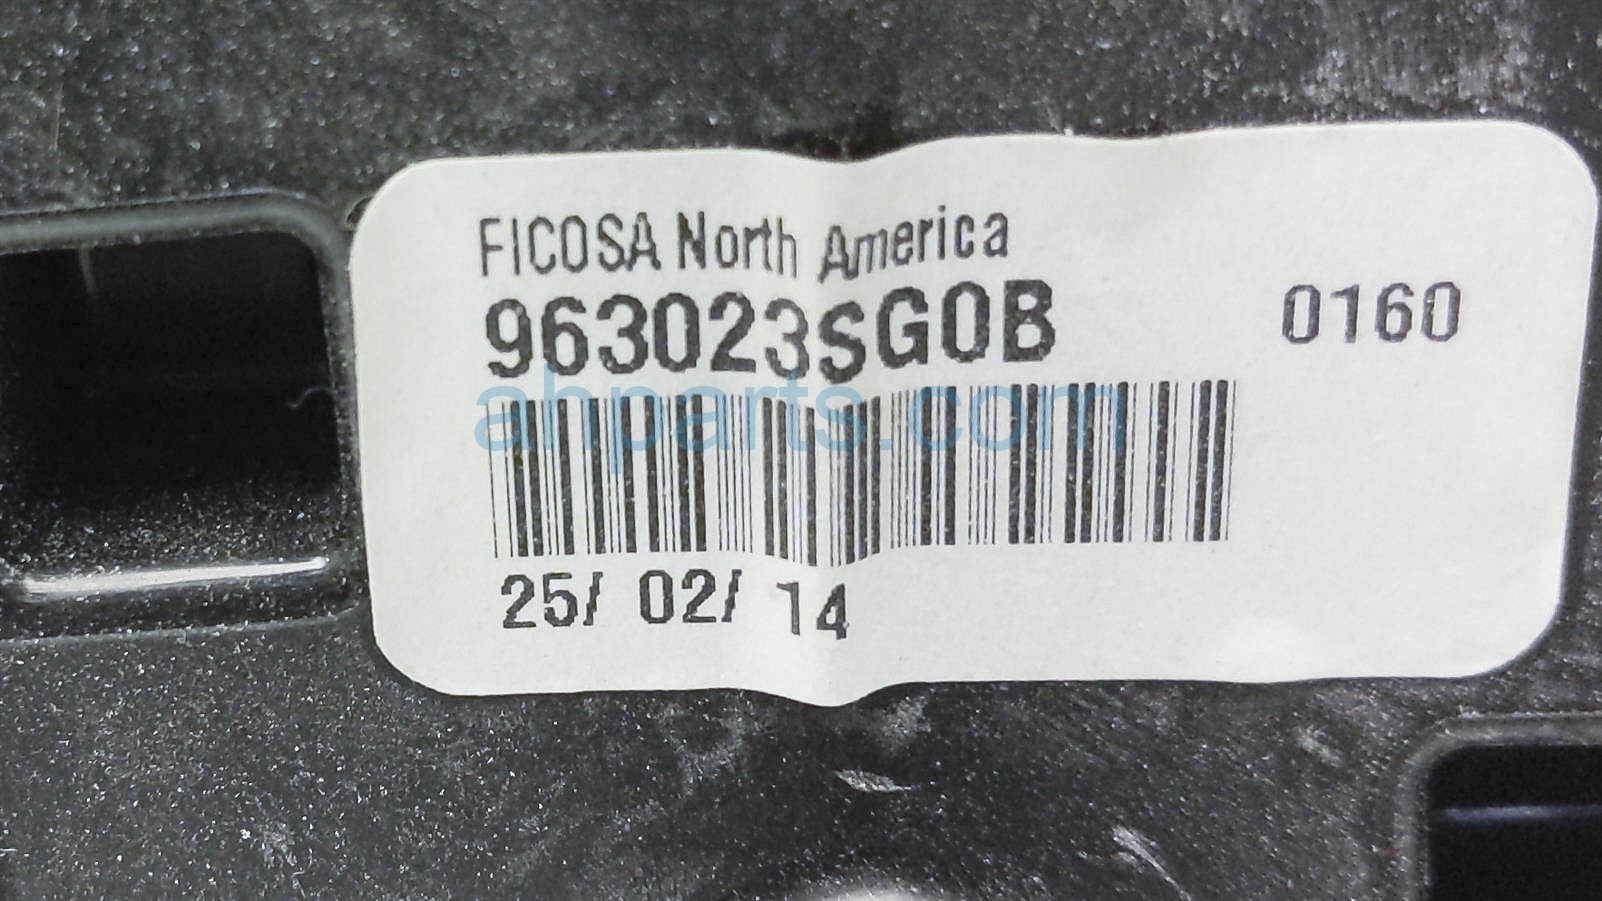 FICOSA North America
963023SG0B 0160
ahparts.com
25/ 02/ 14